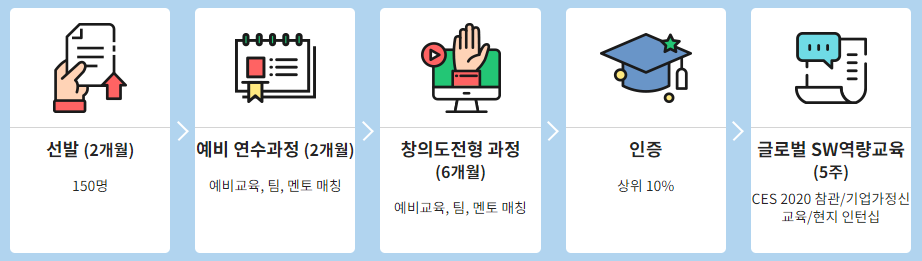 선발 (2개월)
150명
예비 연수과정 (2개월)
예비교육, 팀, 멘토 매칭
창의도전형 과정
(6개월)
예비교육, 팀, 멘토 매칭
인증
상위 10%
글로벌 SW역량교육
(5주)
CES 2020 참관/기업가정신
교육/현지 인턴십